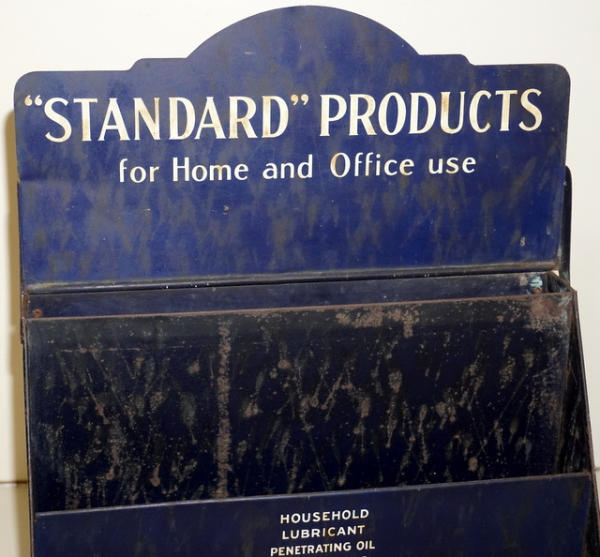 “STANDARD” PRODUCTS
for Home and Office use
HOUSEHOLD
LUBRICANT
PENETRATING OIL